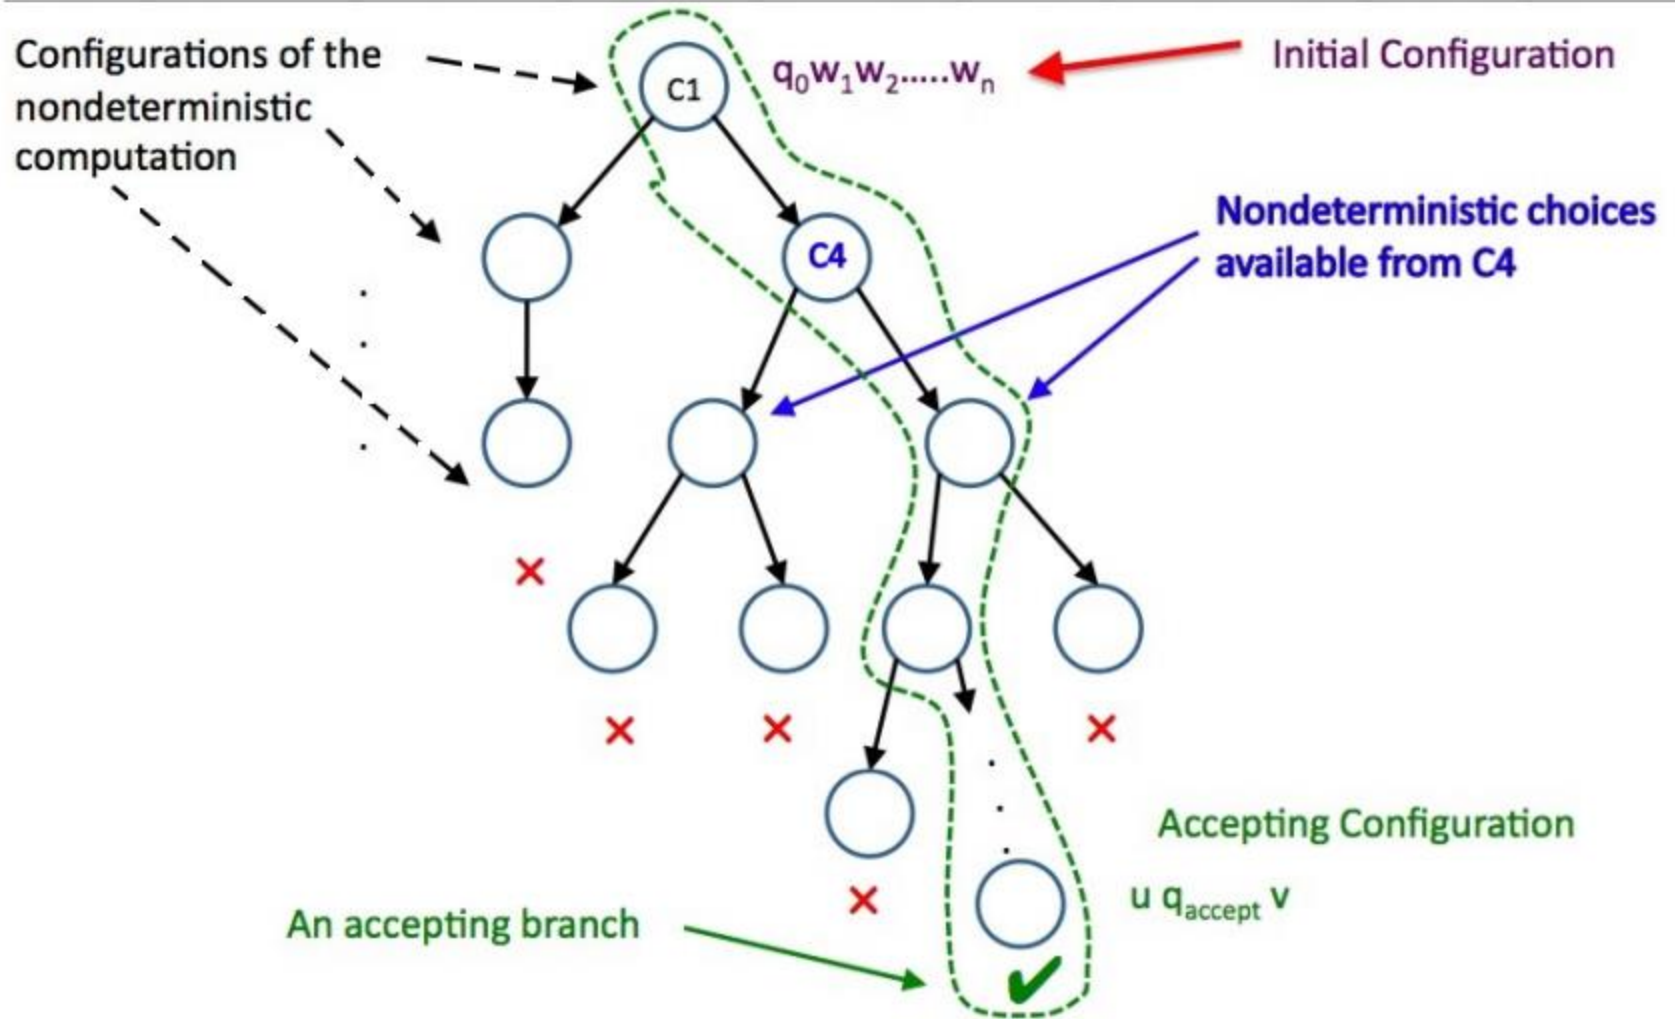 Configurations of the
nondeterministic
computation
C1
q₀w₁w₂.....wₙ
Initial Configuration
C4
Nondeterministic choices
available from C4
Accepting Configuration
u q_accept v
An accepting branch